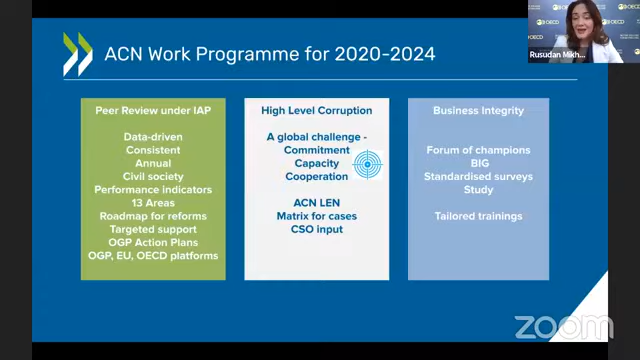 ACN Work Programme for 2020-2024
Peer Review under IAP
Data-driven
Consistent
Annual
Civil society
Performance indicators
13 Areas
Roadmap for reforms
Targeted support
OGP Action Plans
OGP, EU, OECD platforms
High Level Corruption
A global challenge -
Commitment
Capacity
Cooperation
ACN LEN
Matrix for cases
CSO input
Business Integrity
Forum of champions
BIG
Standardised surveys
Study
Tailored trainings
OECD
OECD
Rusudan Mikh...
zoom